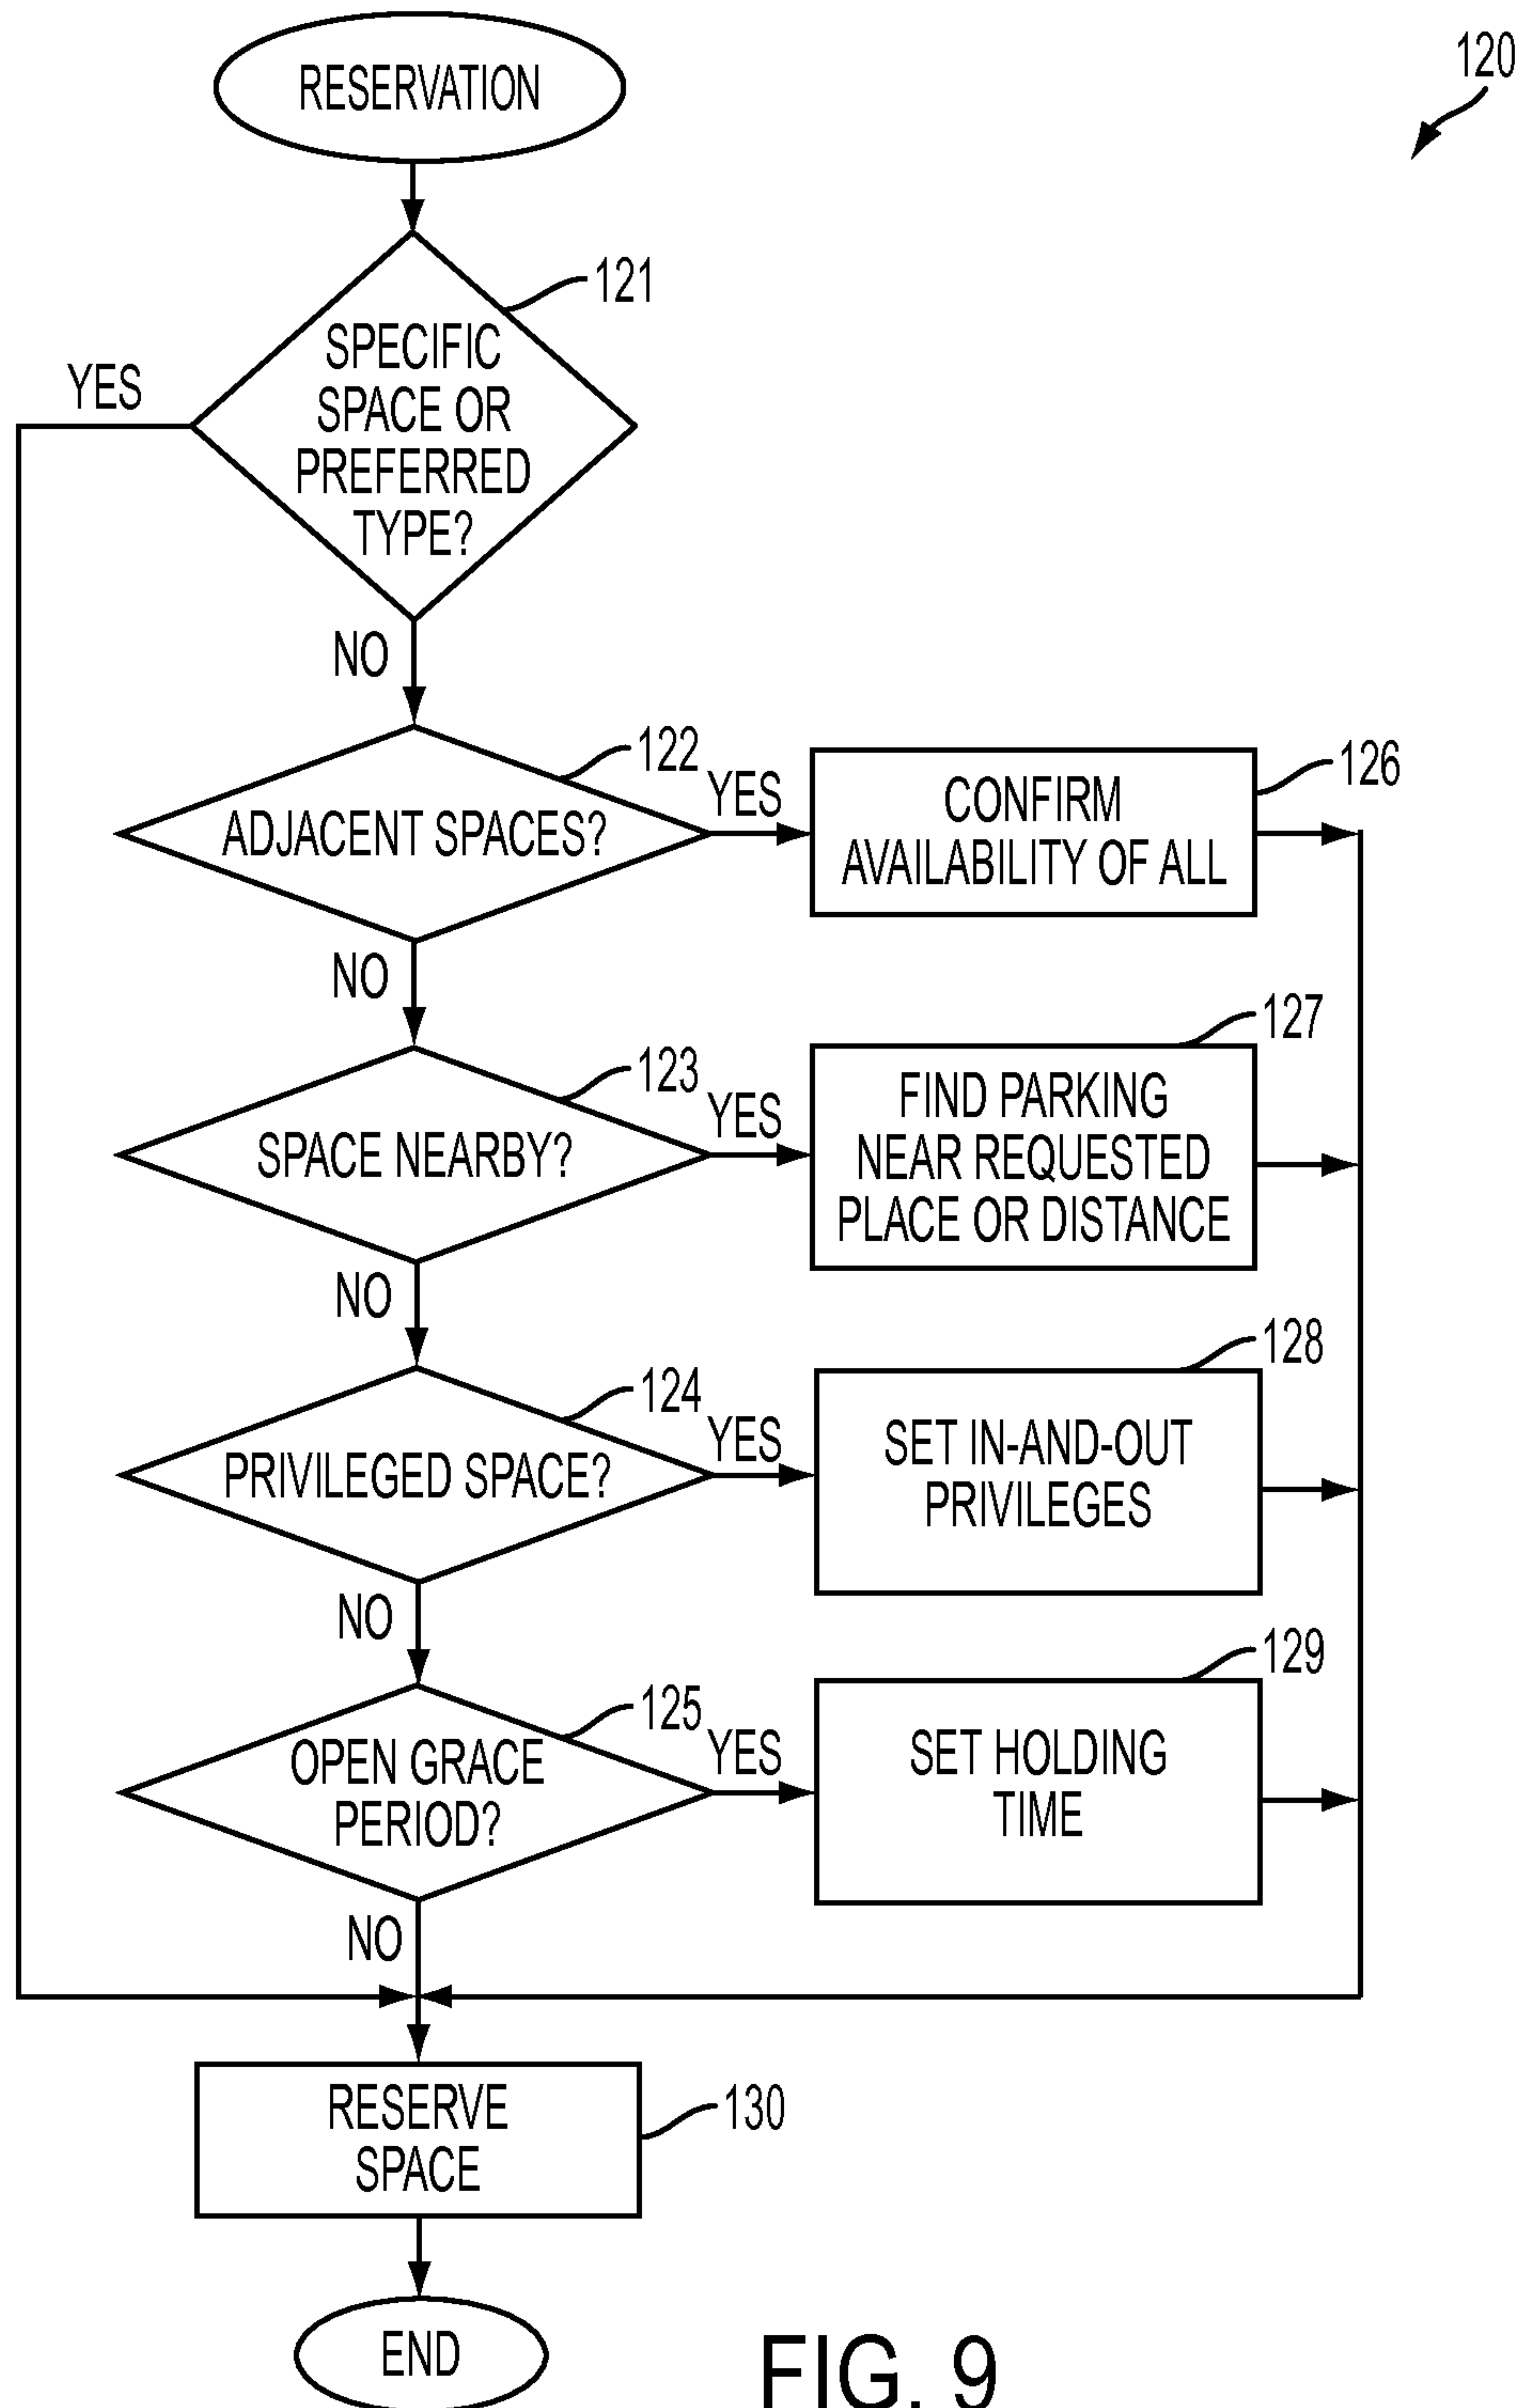 RESERVATION
120
121
SPECIFIC
SPACE OR
PREFERRED
TYPE?
YES
NO
122
ADJACENT SPACES?
YES
CONFIRM
AVAILABILITY OF ALL
126
NO
123
SPACE NEARBY?
YES
FIND PARKING
NEAR REQUESTED
PLACE OR DISTANCE
127
NO
124
PRIVILEGED SPACE?
YES
SET IN-AND-OUT
PRIVILEGES
128
NO
125
OPEN GRACE
PERIOD?
YES
SET HOLDING
TIME
129
NO
RESERVE
SPACE
130
END
FIG. 9